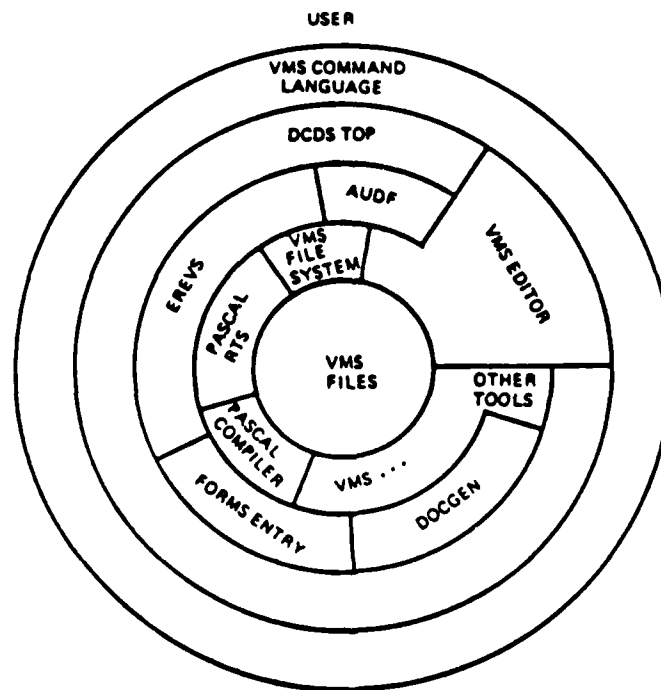 USER
VMS COMMAND
LANGUAGE
DCDS TOP
AUDF
VMS
FILE
SYSTEM
VMS EDITOR
EREVS
PASCAL
RTS
VMS
FILES
OTHER
TOOLS
PASCAL
COMPILER
VMS ...
FORMS ENTRY
DOCGEN